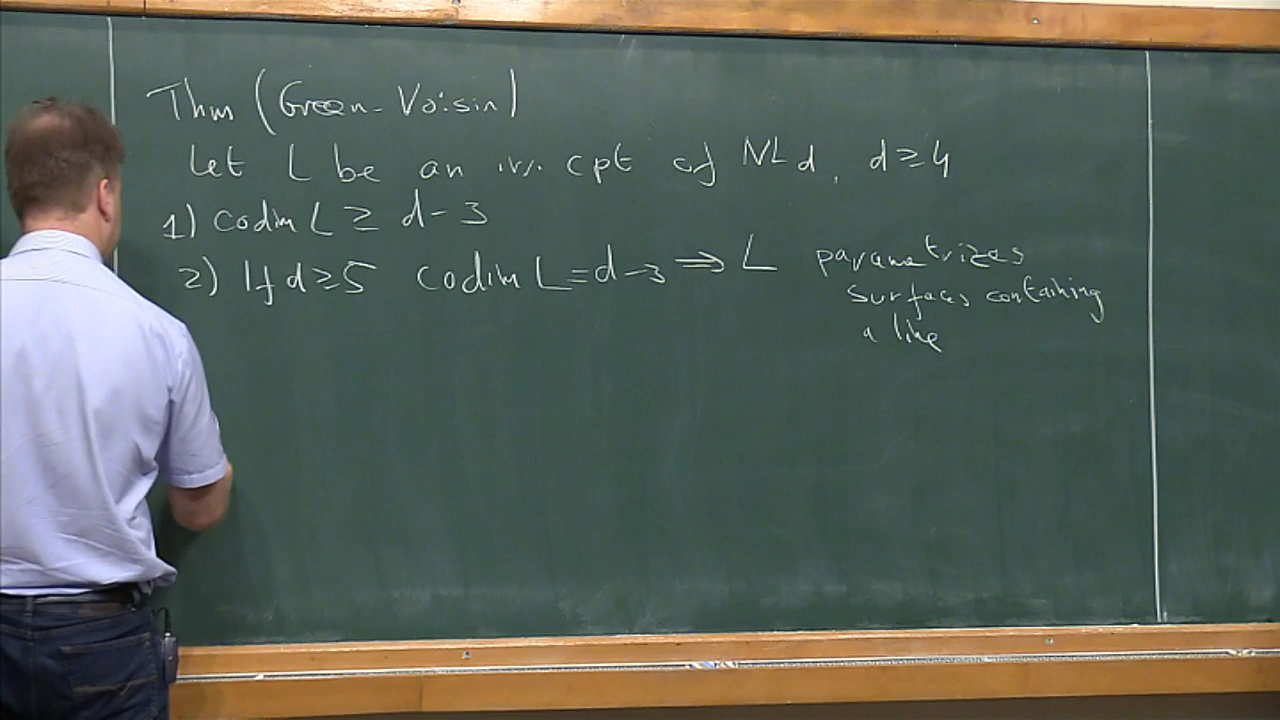 Thm (Green-Voisin)
Let L be an irr. cpt of NL d, d ≥ 4
1) codim L ≥ d-3
2) If d ≥ 5 codim L = d-3 ⇒ L parametrizes
surfaces containing
a line